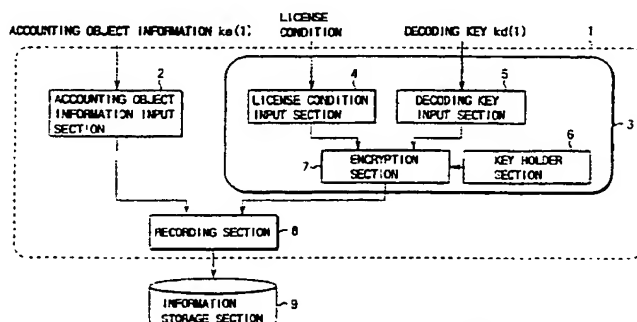 LICENSE
CONDITION
ACCOUNTING OBJECT INFORMATION ke(1)
DECODING KEY kd(1)
1
2
ACCOUNTING OBJECT
INFORMATION INPUT
SECTION
4
LICENSE CONDITION
INPUT SECTION
5
DECODING KEY
INPUT SECTION
3
6
7
ENCRYPTION
SECTION
KEY HOLDER
SECTION
RECORDING SECTION
8
INFORMATION
STORAGE SECTION
9